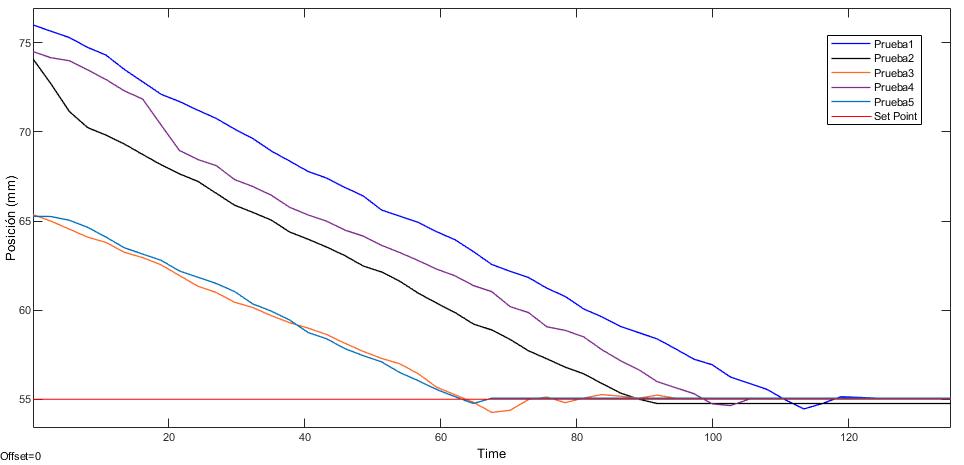 75
70
65
60
55
Posición (mm)
Prueba1
Prueba2
Prueba3
Prueba4
Prueba5
Set Point
20
40
60
80
100
120
Time
Offset=0